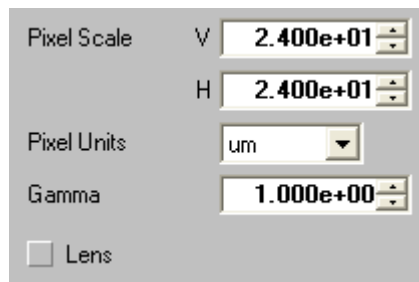 Pixel Scale V 2.400e+01
H 2.400e+01
Pixel Units um
Gamma 1.000e+00
Lens